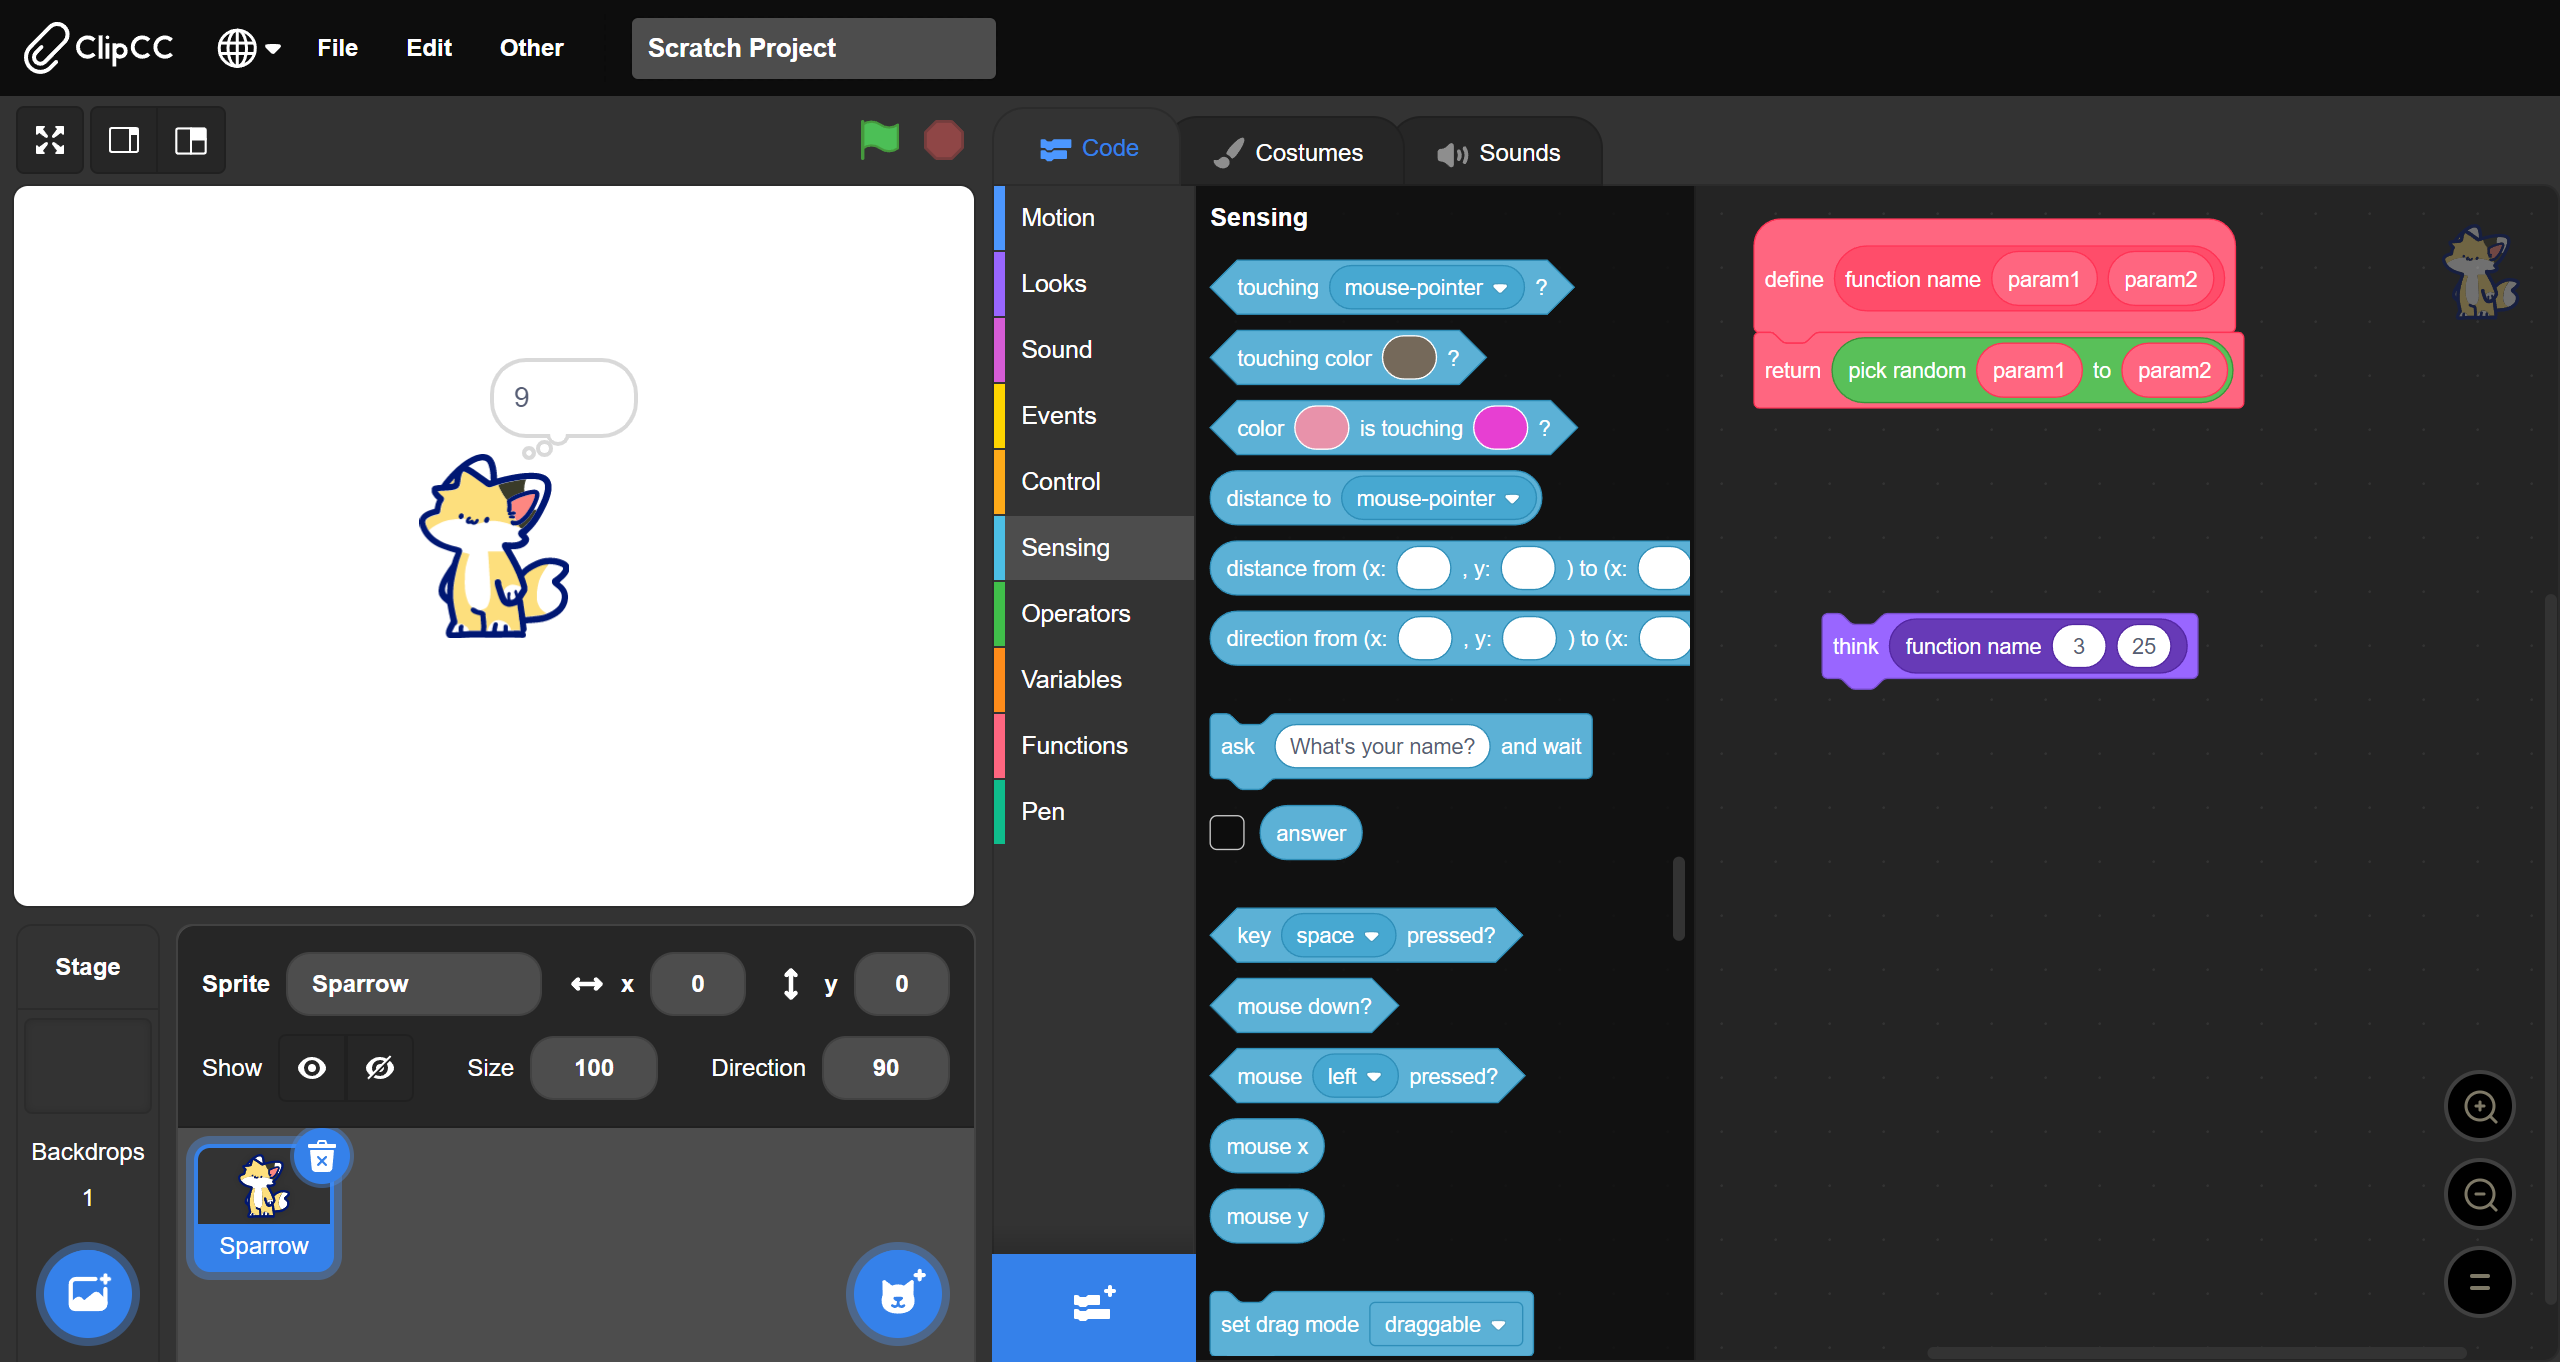 ClipCC File Edit Other Scratch Project
Code Costumes Sounds
9
Motion
Looks
Sound
Events
Control
Sensing
Operators
Variables
Functions
Pen
Sensing
touching mouse-pointer ?
touching color ?
color is touching ?
distance to mouse-pointer
distance from (x: , y: ) to (x:
direction from (x: , y: ) to (x:
ask What's your name? and wait
answer
key space pressed?
mouse down?
mouse left pressed?
mouse x
mouse y
set drag mode draggable
define function name param1 param2
return pick random param1 to param2
think function name 3 25
Stage
Backdrops
1
Sprite Sparrow x 0 y 0
Show Size 100 Direction 90
Sparrow